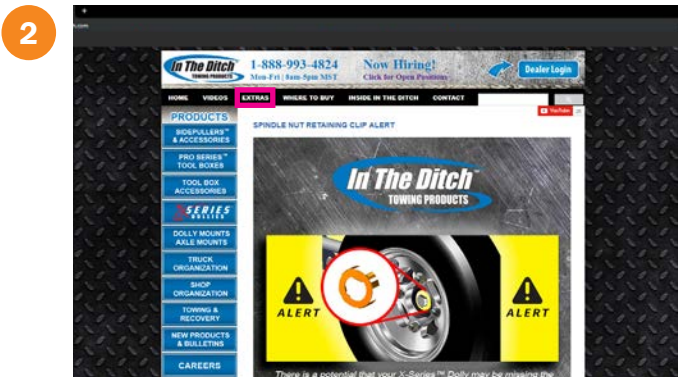 2
In The Ditch
TOWING PRODUCTS
1-888-993-4824
Mon-Fri | 8am-5pm MST
Now Hiring!
Click for Open Positions
Dealer Login
HOME VIDEOS EXTRAS WHERE TO BUY INSIDE IN THE DITCH CONTACT
YouTube
PRODUCTS
SIDEPULLERS™
& ACCESSORIES
PRO SERIES™
TOOL BOXES
TOOL BOX
ACCESSORIES
X SERIES
DOLLIES
DOLLY MOUNTS
AXLE MOUNTS
TRUCK
ORGANIZATION
SHOP
ORGANIZATION
TOWING &
RECOVERY
NEW PRODUCTS
& BULLETINS
CAREERS
SPINDLE NUT RETAINING CLIP ALERT
In The Ditch™
TOWING PRODUCTS
ALERT
ALERT
There is a potential that your X-Series™ Dolly may be missing the